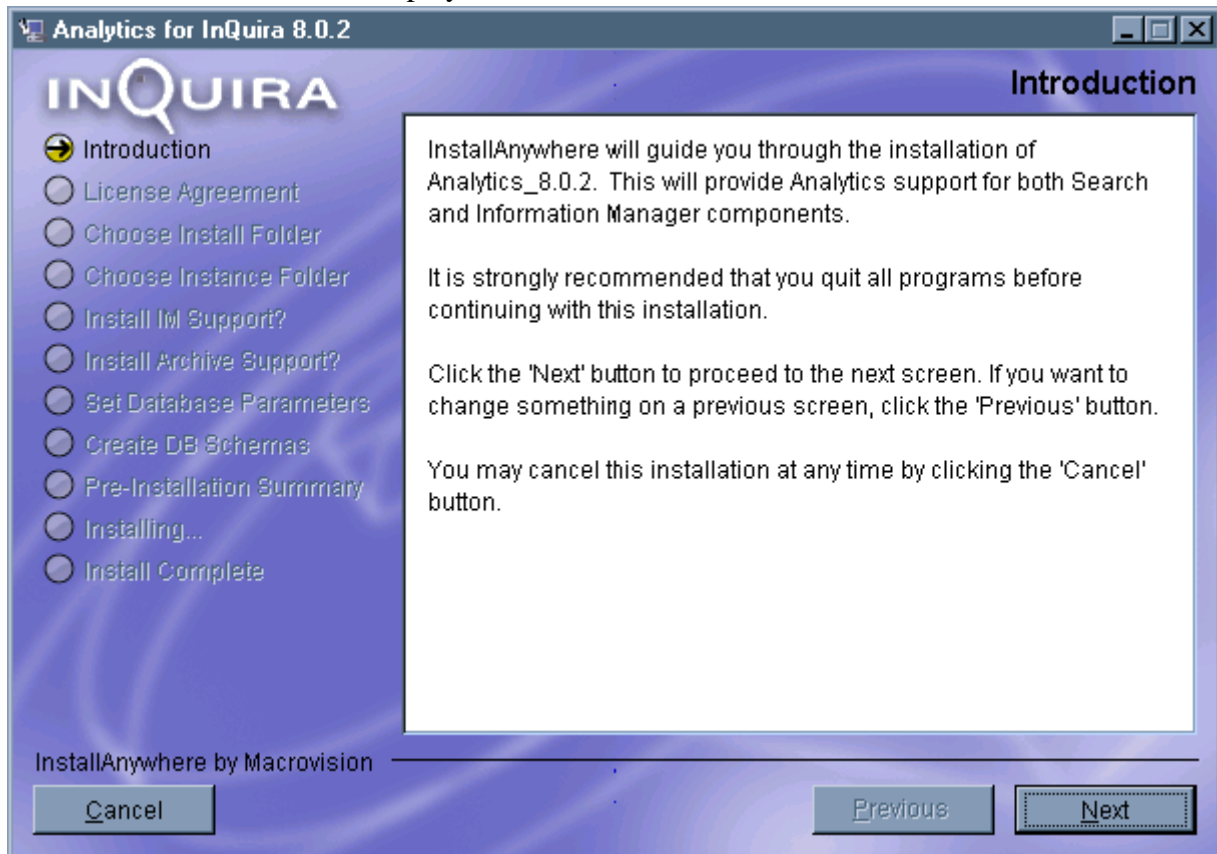 Analytics for InQuira 8.0.2
INQUIRA
Introduction
Introduction
License Agreement
Choose Install Folder
Choose Instance Folder
Install IM Support?
Install Archive Support?
Set Database Parameters
Create DB Schemas
Pre-Installation Summary
Installing...
Install Complete
InstallAnywhere will guide you through the installation of
Analytics_8.0.2. This will provide Analytics support for both Search
and Information Manager components.
It is strongly recommended that you quit all programs before
continuing with this installation.
Click the 'Next' button to proceed to the next screen. If you want to
change something on a previous screen, click the 'Previous' button.
You may cancel this installation at any time by clicking the 'Cancel'
button.
InstallAnywhere by Macrovision
Cancel
Previous
Next